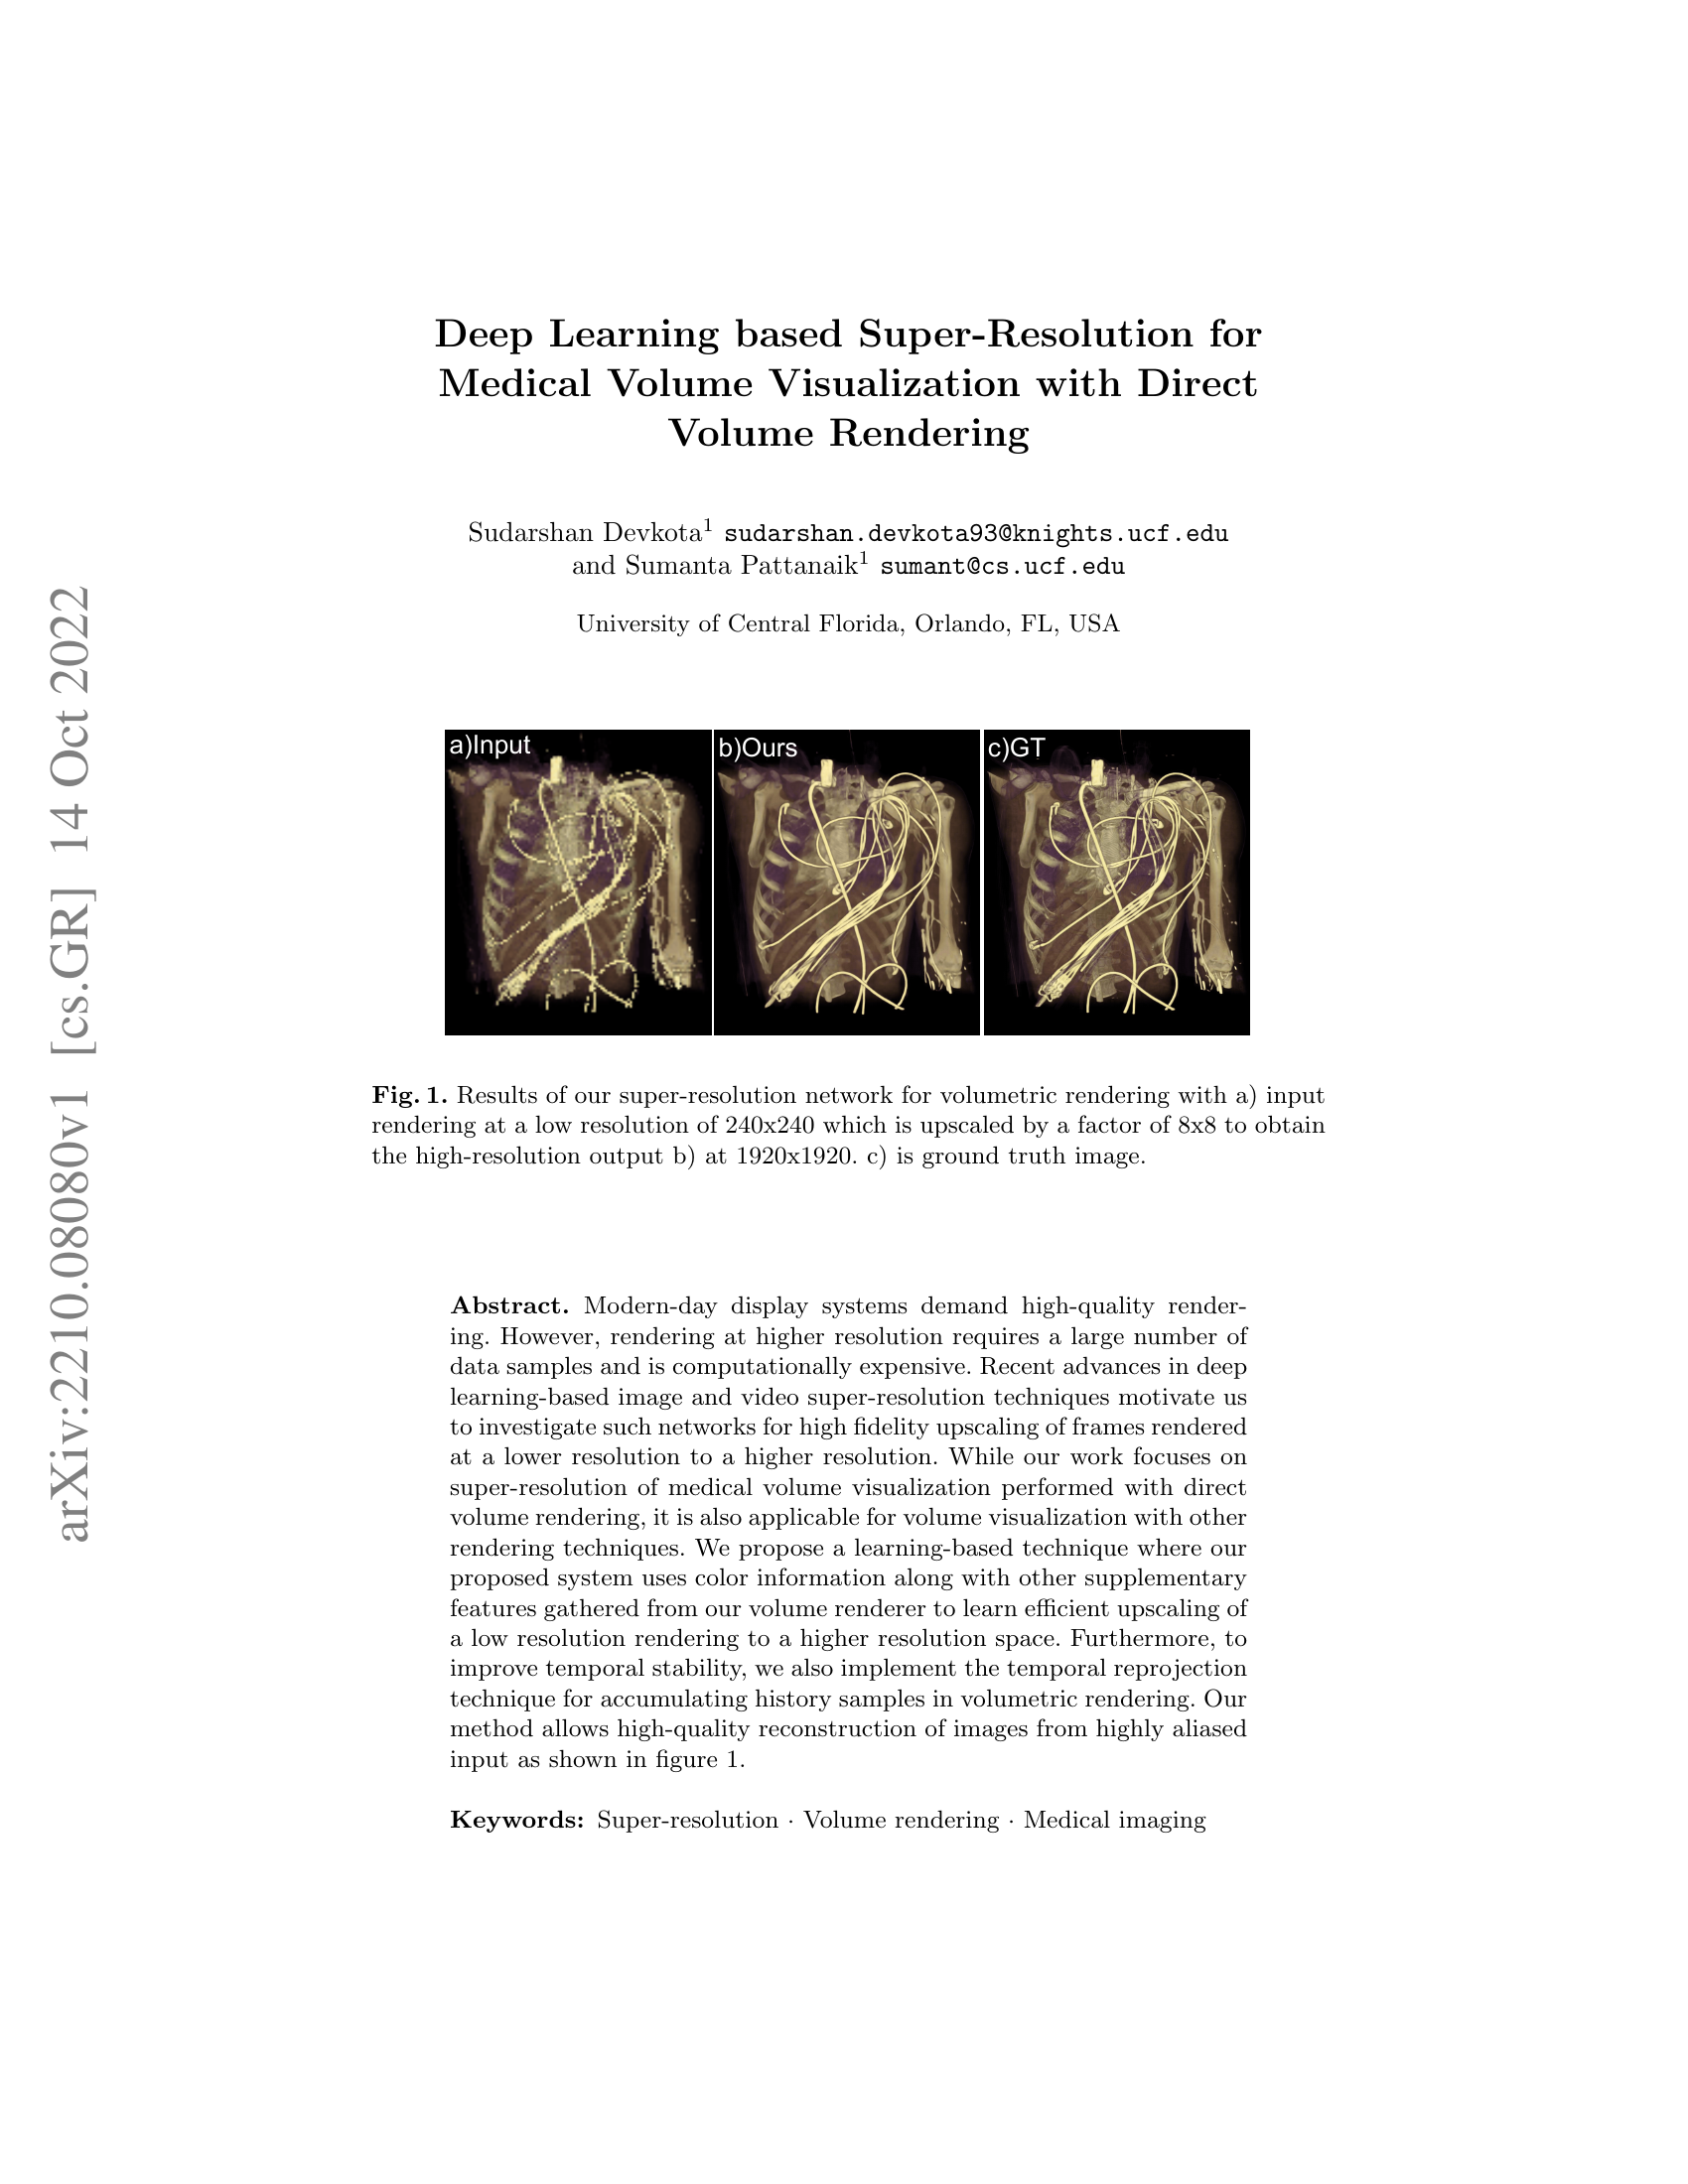 Deep Learning based Super-Resolution for
Medical Volume Visualization with Direct
Volume Rendering
Sudarshan Devkota1 sudarshan.devkota93@knights.ucf.edu
and Sumanta Pattanaik1 sumant@cs.ucf.edu
University of Central Florida, Orlando, FL, USA
a)Input
b)Ours
c)GT
Fig. 1. Results of our super-resolution network for volumetric rendering with a) input
rendering at a low resolution of 240x240 which is upscaled by a factor of 8x8 to obtain
the high-resolution output b) at 1920x1920. c) is ground truth image.
Abstract. Modern-day display systems demand high-quality render-
ing. However, rendering at higher resolution requires a large number of
data samples and is computationally expensive. Recent advances in deep
learning-based image and video super-resolution techniques motivate us
to investigate such networks for high fidelity upscaling of frames rendered
at a lower resolution to a higher resolution. While our work focuses on
super-resolution of medical volume visualization performed with direct
volume rendering, it is also applicable for volume visualization with other
rendering techniques. We propose a learning-based technique where our
proposed system uses color information along with other supplementary
features gathered from our volume renderer to learn efficient upscaling of
a low resolution rendering to a higher resolution space. Furthermore, to
improve temporal stability, we also implement the temporal reprojection
technique for accumulating history samples in volumetric rendering. Our
method allows high-quality reconstruction of images from highly aliased
input as shown in figure 1.
Keywords: Super-resolution · Volume rendering · Medical imaging
arXiv:2210.08080v1 [cs.GR] 14 Oct 2022